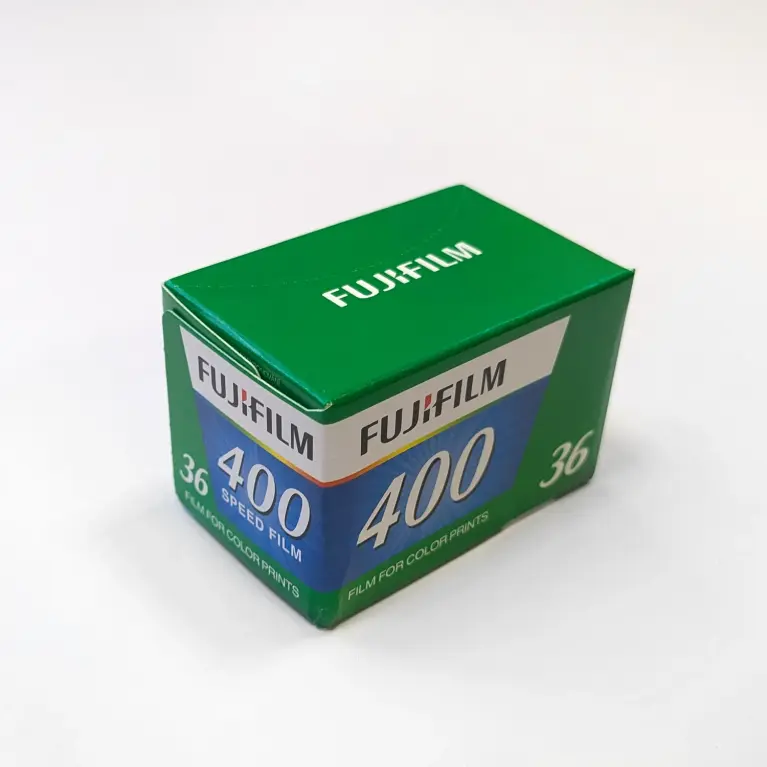 FUJIFILM
FUJIFILM
400
SPEED FILM
36
FILM FOR COLOR PRINTS
FUJIFILM
400
36
FILM FOR COLOR PRINTS